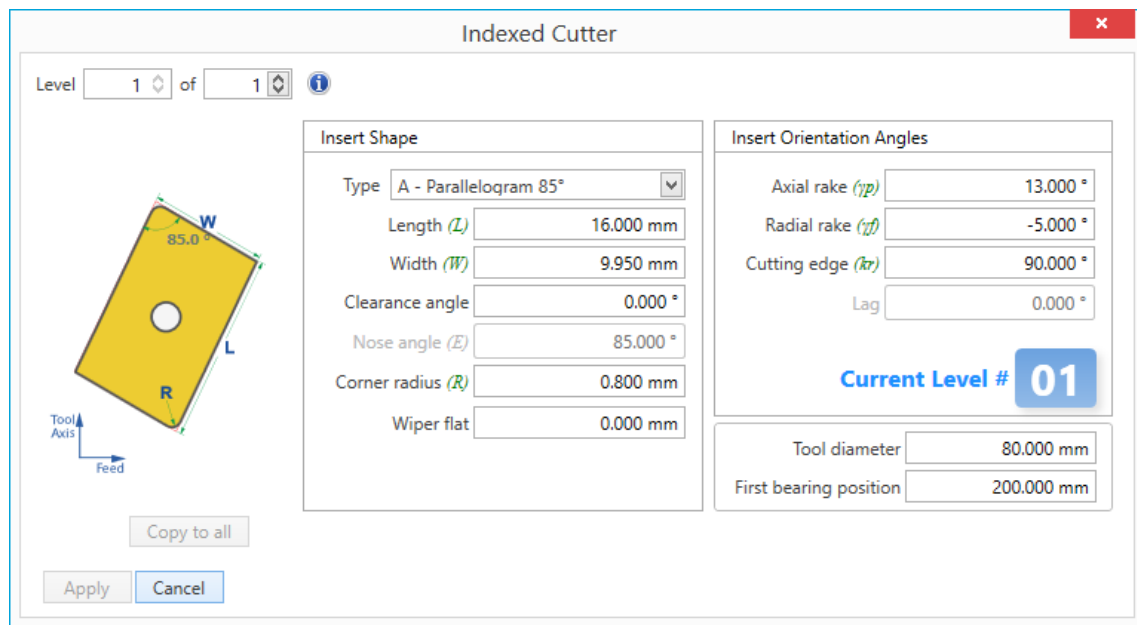 Indexed Cutter
Level 1 of 1
Insert Shape
Type A - Parallelogram 85°
Length (L) 16.000 mm
Width (W) 9.950 mm
Clearance angle 0.000 °
Nose angle (E) 85.000 °
Corner radius (R) 0.800 mm
Wiper flat 0.000 mm
Insert Orientation Angles
Axial rake (γp) 13.000 °
Radial rake (γf) -5.000 °
Cutting edge (kr) 90.000 °
Lag 0.000 °
Current Level # 01
Tool diameter 80.000 mm
First bearing position 200.000 mm
W
85.0 °
L
R
Tool
Axis
Feed
Copy to all
Apply Cancel